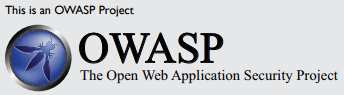 This is an OWASP Project
OWASP
The Open Web Application Security Project